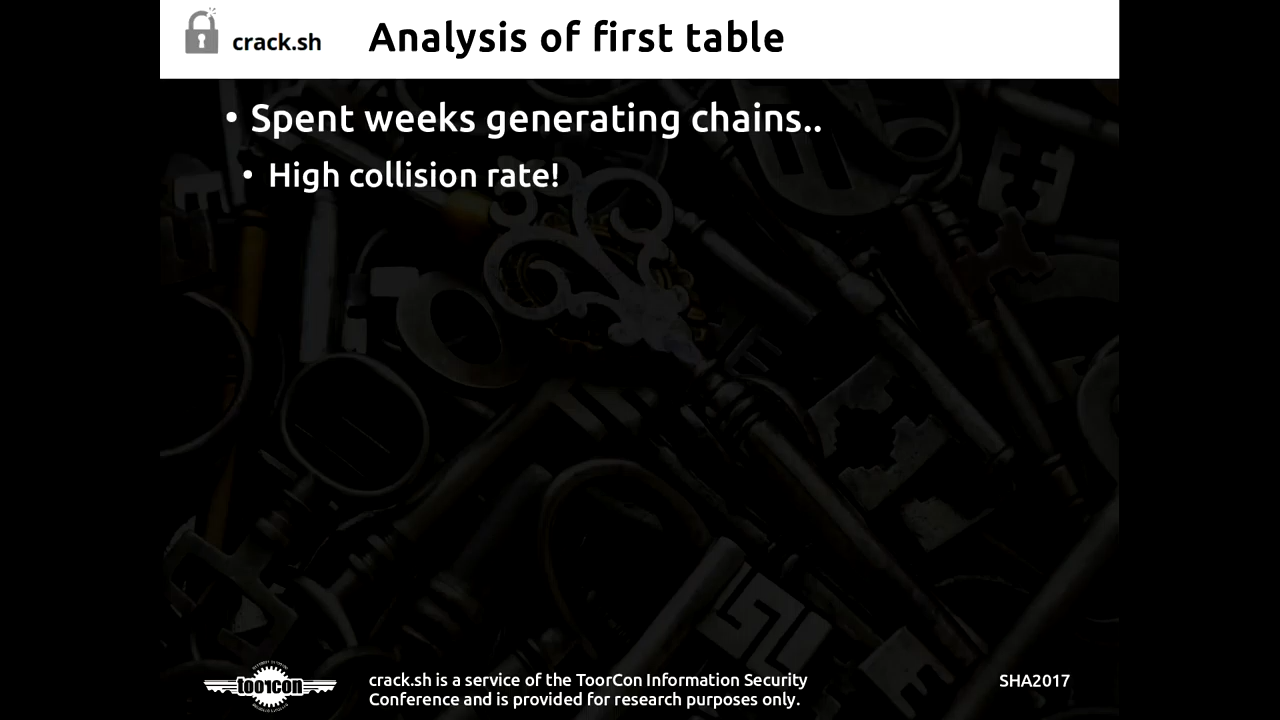 crack.sh
Analysis of first table
• Spent weeks generating chains..
• High collision rate!
toorcon
crack.sh is a service of the ToorCon Information Security
Conference and is provided for research purposes only.
SHA2017